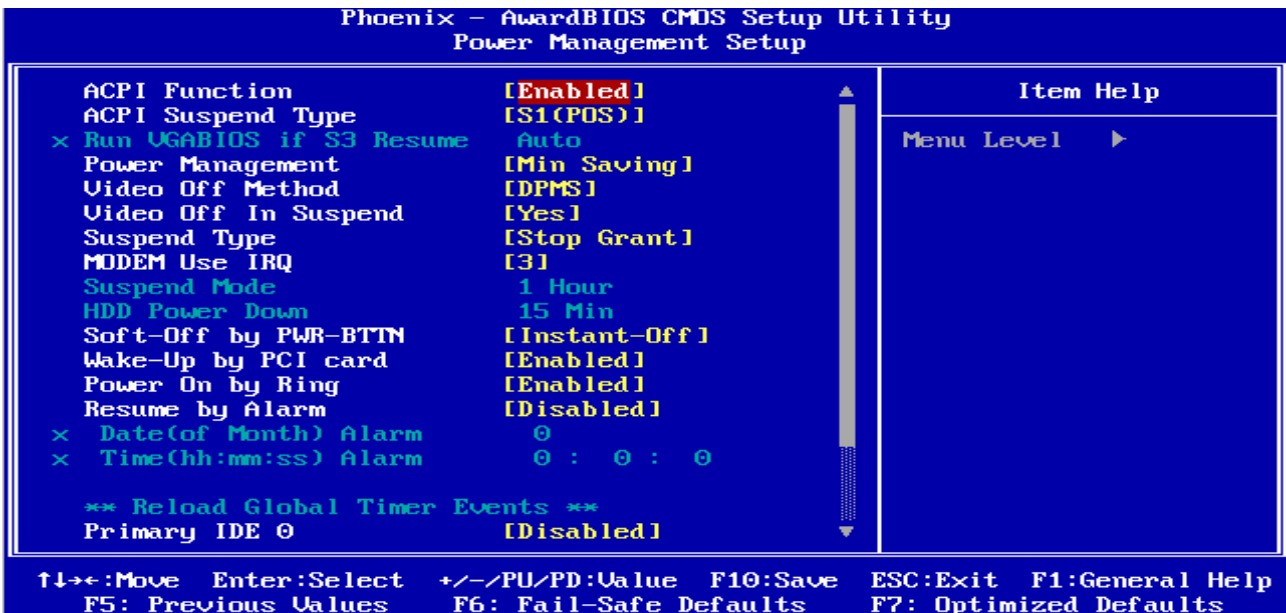 Phoenix - AwardBIOS CMOS Setup Utility
Power Management Setup
ACPI Function [Enabled]
ACPI Suspend Type [S1(POS)]
x Run VGABIOS if S3 Resume Auto
Power Management [Min Saving]
Video Off Method [DPMS]
Video Off In Suspend [Yes]
Suspend Type [Stop Grant]
MODEM Use IRQ [3]
Suspend Mode 1 Hour
HDD Power Down 15 Min
Soft-Off by PWR-BTTN [Instant-Off]
Wake-Up by PCI card [Enabled]
Power On by Ring [Enabled]
Resume by Alarm [Disabled]
x Date(of Month) Alarm 0
x Time(hh:mm:ss) Alarm 0 : 0 : 0
** Reload Global Timer Events **
Primary IDE 0 [Disabled]
Item Help
Menu Level ▶
↑↓→←:Move Enter:Select +/-/PU/PD:Value F10:Save ESC:Exit F1:General Help
F5: Previous Values F6: Fail-Safe Defaults F7: Optimized Defaults